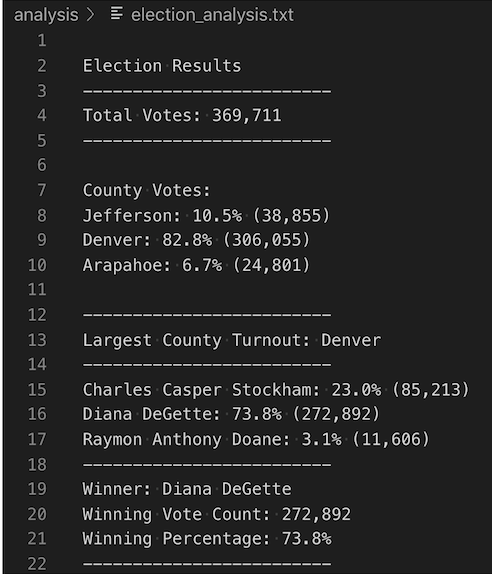 analysis > election_analysis.txt
1
2 Election Results
3 -------------------------
4 Total Votes: 369,711
5 -------------------------
6
7 County Votes:
8 Jefferson: 10.5% (38,855)
9 Denver: 82.8% (306,055)
10 Arapahoe: 6.7% (24,801)
11
12 -------------------------
13 Largest County Turnout: Denver
14 -------------------------
15 Charles Casper Stockham: 23.0% (85,213)
16 Diana DeGette: 73.8% (272,892)
17 Raymon Anthony Doane: 3.1% (11,606)
18 -------------------------
19 Winner: Diana DeGette
20 Winning Vote Count: 272,892
21 Winning Percentage: 73.8%
22 -------------------------